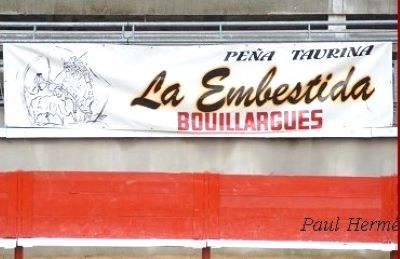 PEÑA TAURINA
La Embestida
BOUILLARGUES
Paul Hermé